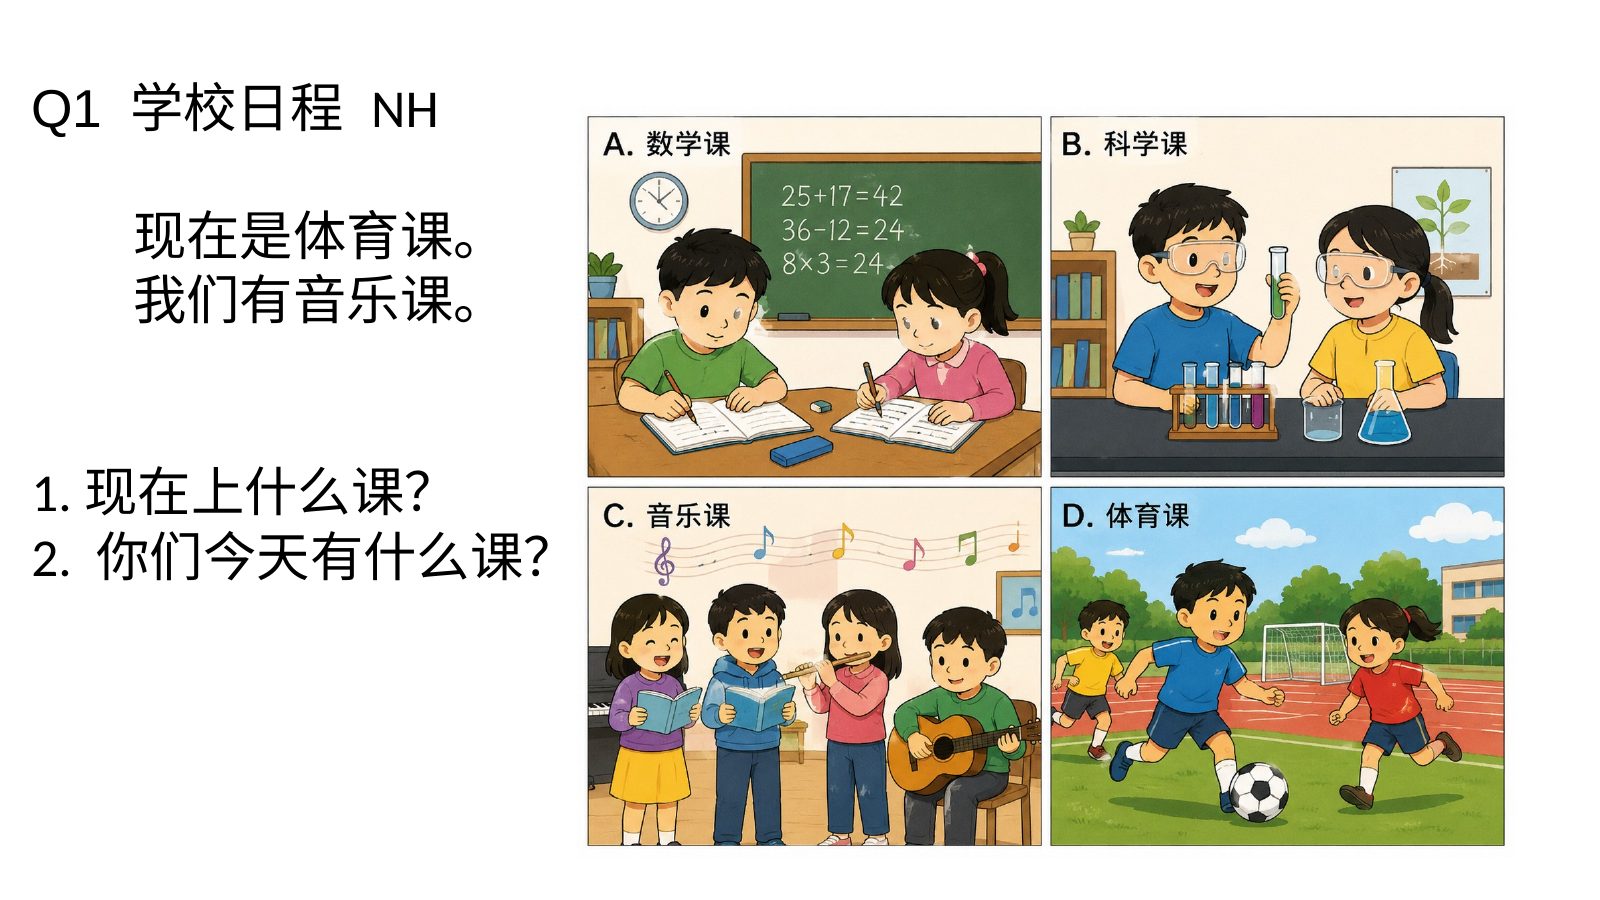 Q1 学校日程 NH
现在是体育课。
我们有音乐课。
1. 现在上什么课?
2. 你们今天有什么课?
A. 数学课
25+17=42
36-12=24
8×3=24
B. 科学课
C. 音乐课
D. 体育课